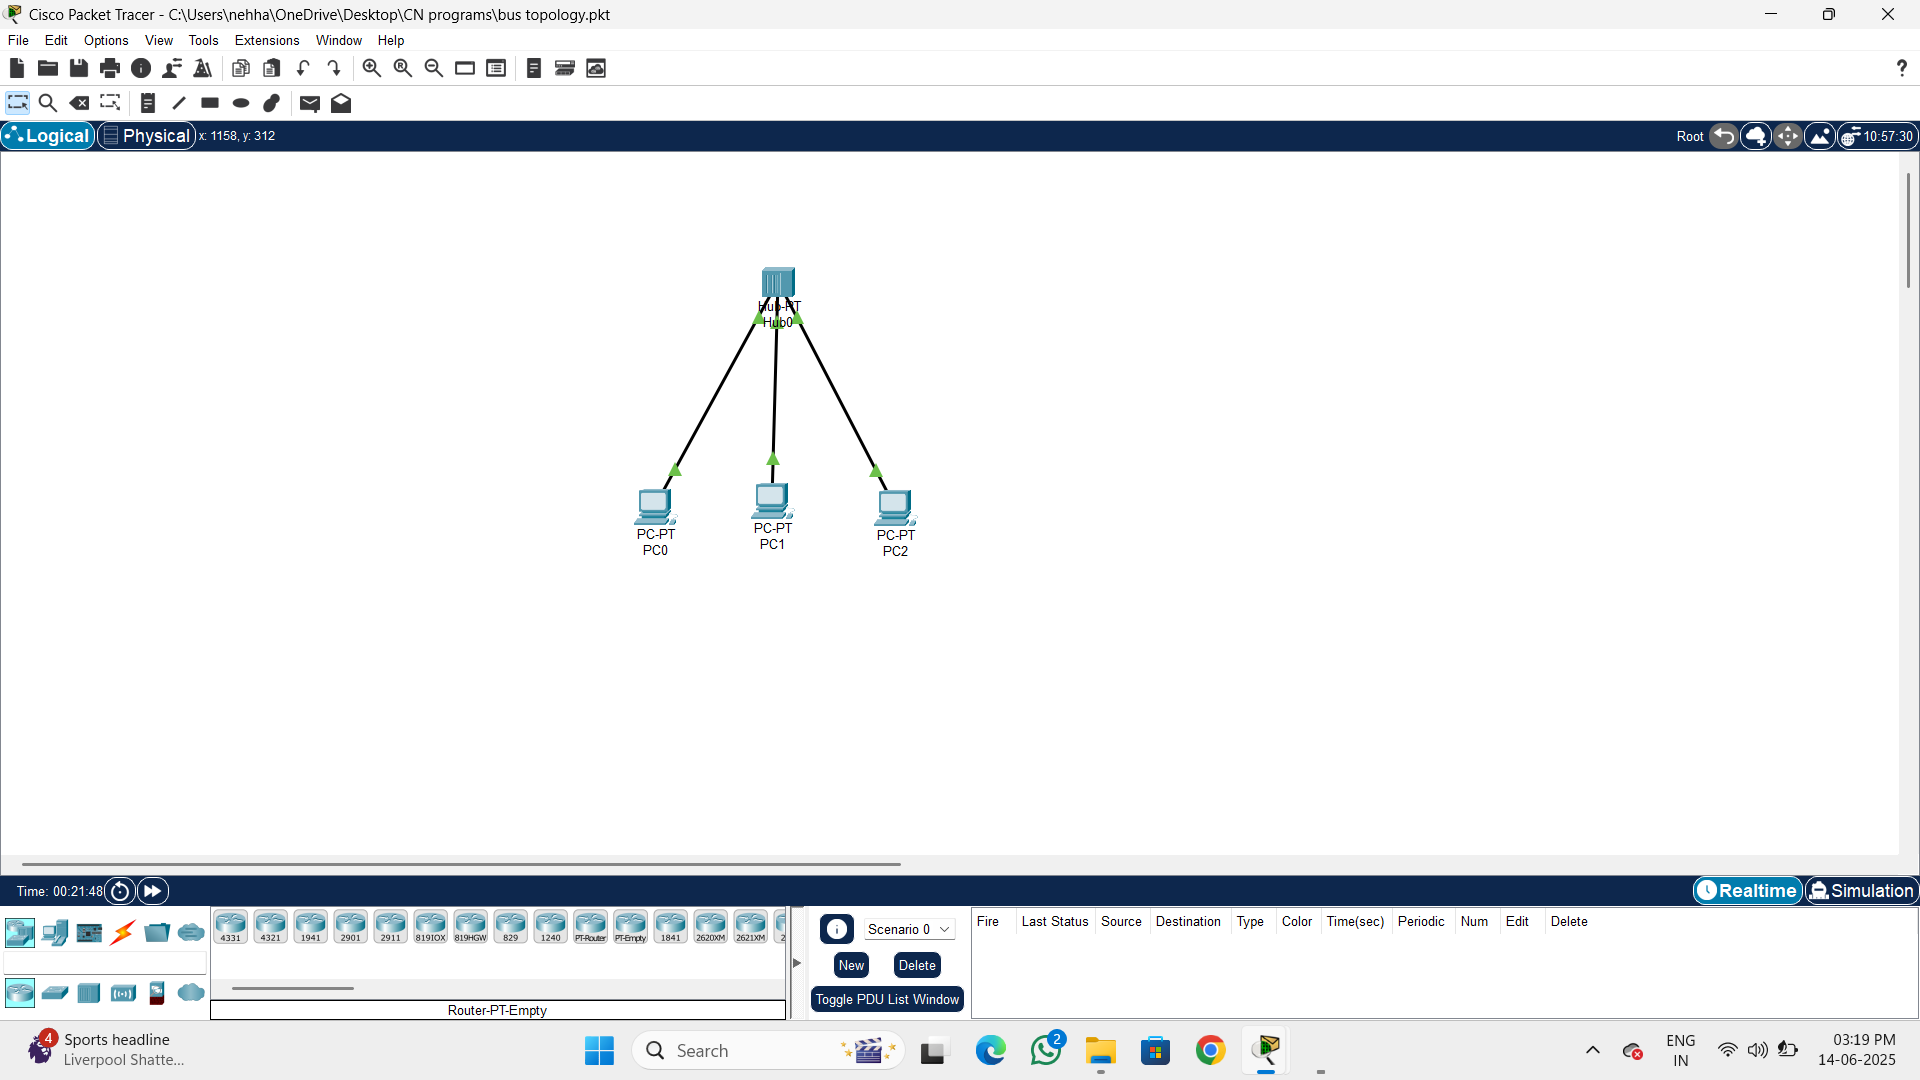 Cisco Packet Tracer - C:\Users\nehha\OneDrive\Desktop\CN programs\bus topology.pkt
File Edit Options View Tools Extensions Window Help
?
Logical Physical x: 1158, y: 312 Root 10:57:30
Hub-PT
Hub0
PC-PT
PC0
PC-PT
PC1
PC-PT
PC2
Time: 00:21:48 Realtime Simulation
4331 4321 1941 2901 2911 819IOX 819HGW 829 1240 PT-Router PT-Empty 1841 2620XM 2621XM 2
Router-PT-Empty
Scenario 0
New Delete
Toggle PDU List Window
Fire Last Status Source Destination Type Color Time(sec) Periodic Num Edit Delete
4
Sports headline
Liverpool Shatte...
Search
2
ENG
IN
03:19 PM
14-06-2025